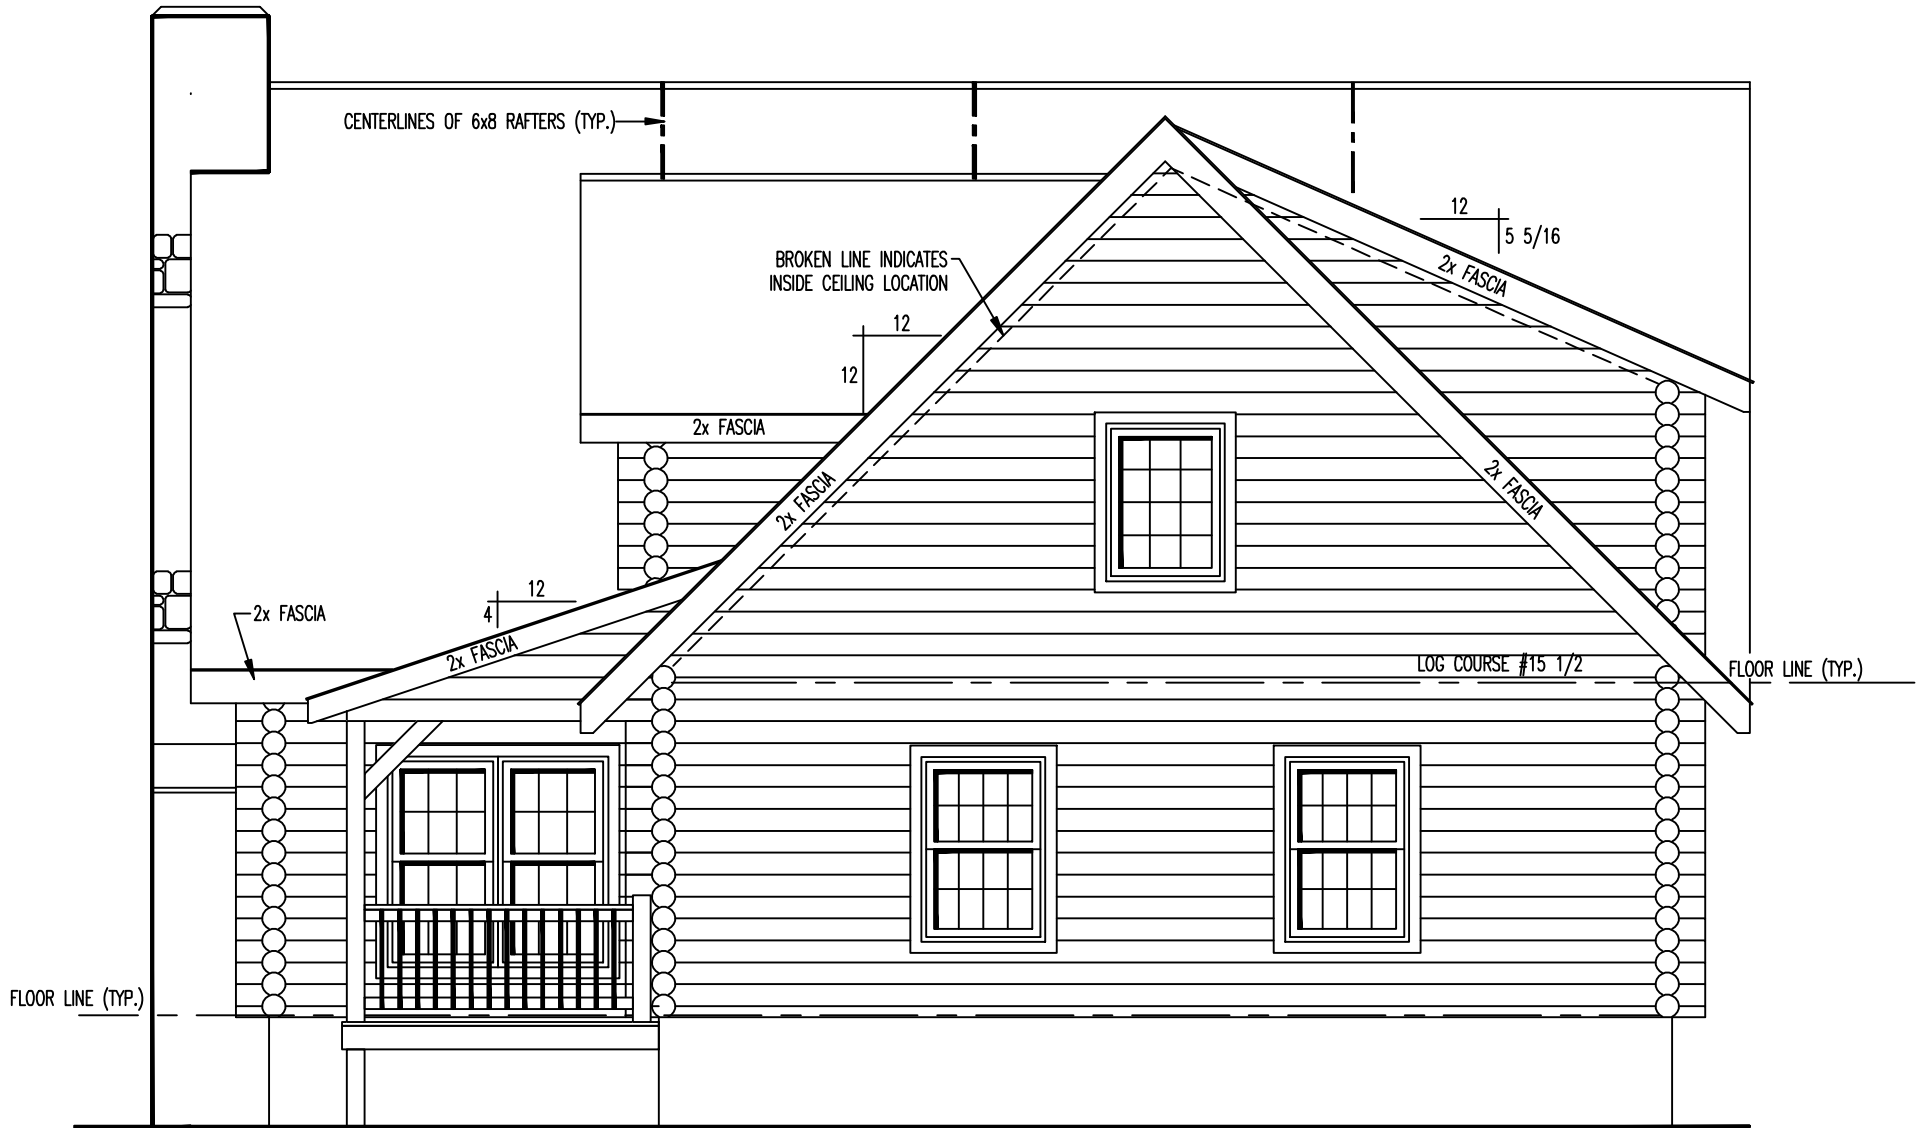 CENTERLINES OF 6x8 RAFTERS (TYP.)
12
5 5/16
2x FASCIA
BROKEN LINE INDICATES
INSIDE CEILING LOCATION
12
12
2x FASCIA
2x FASCIA
2x FASCIA
12
4
2x FASCIA
2x FASCIA
LOG COURSE #15 1/2
FLOOR LINE (TYP.)
FLOOR LINE (TYP.)